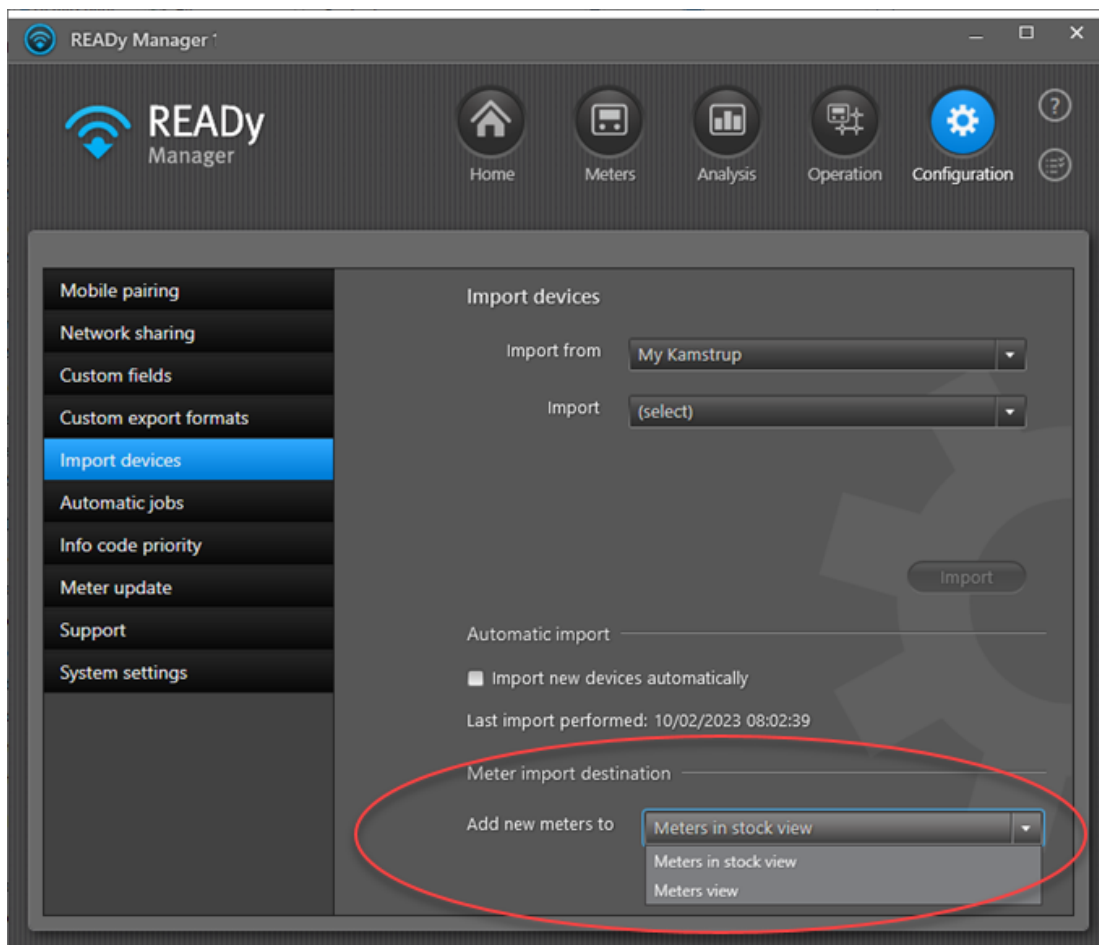 READy Manager
READy
Manager
Home
Meters
Analysis
Operation
Configuration
?
Mobile pairing
Network sharing
Custom fields
Custom export formats
Import devices
Automatic jobs
Info code priority
Meter update
Support
System settings
Import devices
Import from My Kamstrup
Import (select)
Import
Automatic import
Import new devices automatically
Last import performed: 10/02/2023 08:02:39
Meter import destination
Add new meters to Meters in stock view
Meters in stock view
Meters view